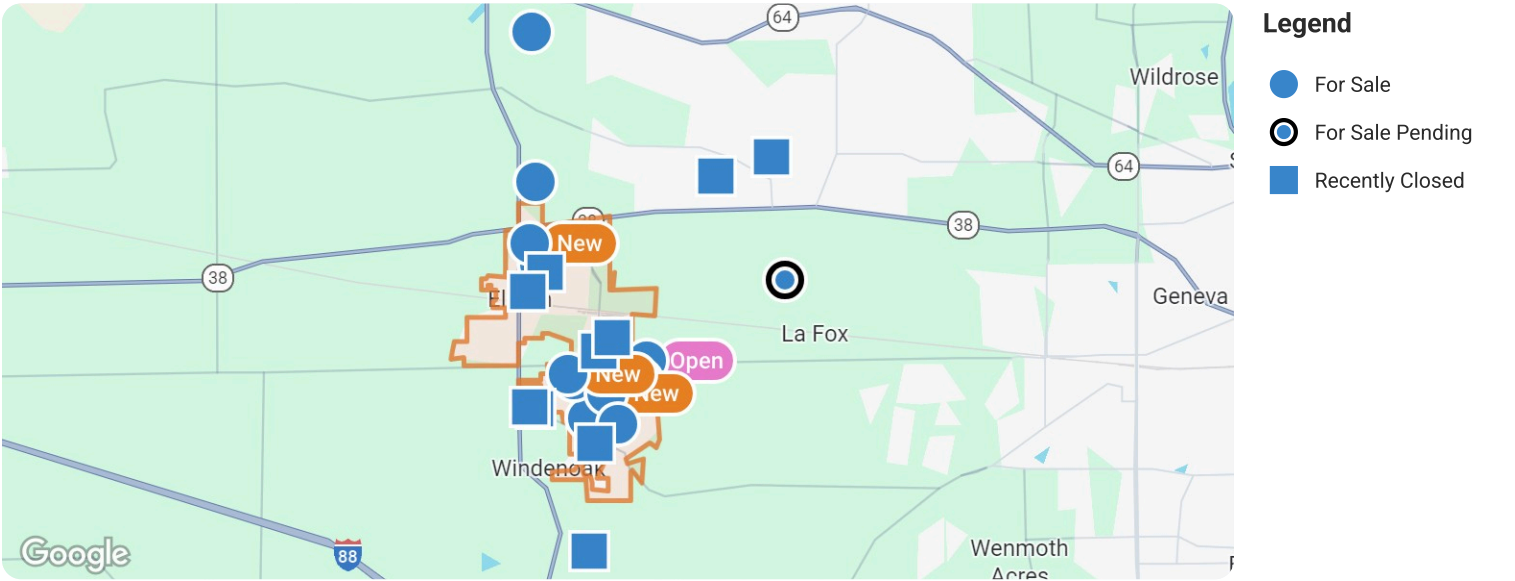 64
Legend
Wildrose
For Sale
For Sale Pending
64
Recently Closed
38
New
38
Geneva
La Fox
Open
New
New
Windenoak
Google
88
Wenmoth
Acres